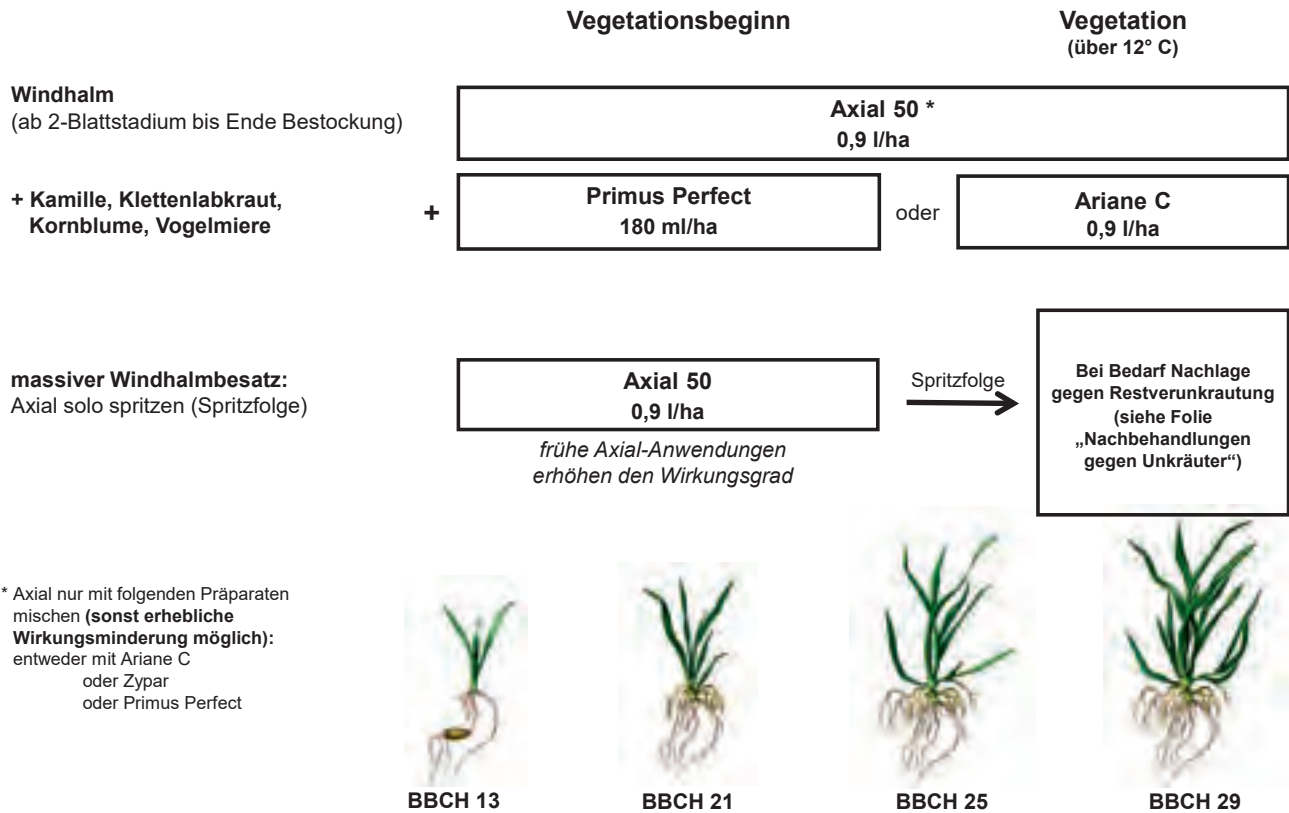 Vegetationsbeginn
Vegetation
(über 12° C)
Windhalm
(ab 2-Blattstadium bis Ende Bestockung)
Axial 50 *
0,9 l/ha
+ Kamille, Klettenlabkraut,
Kornblume, Vogelmiere
+
Primus Perfect
180 ml/ha
oder
Ariane C
0,9 l/ha
massiver Windhalmbesatz:
Axial solo spritzen (Spritzfolge)
Axial 50
0,9 l/ha
frühe Axial-Anwendungen
erhöhen den Wirkungsgrad
Spritzfolge
Bei Bedarf Nachlage
gegen Restverunkrautung
(siehe Folie
„Nachbehandlungen
gegen Unkräuter“)
* Axial nur mit folgenden Präparaten
mischen (sonst erhebliche
Wirkungsminderung möglich):
entweder mit Ariane C
oder Zypar
oder Primus Perfect
BBCH 13
BBCH 21
BBCH 25
BBCH 29